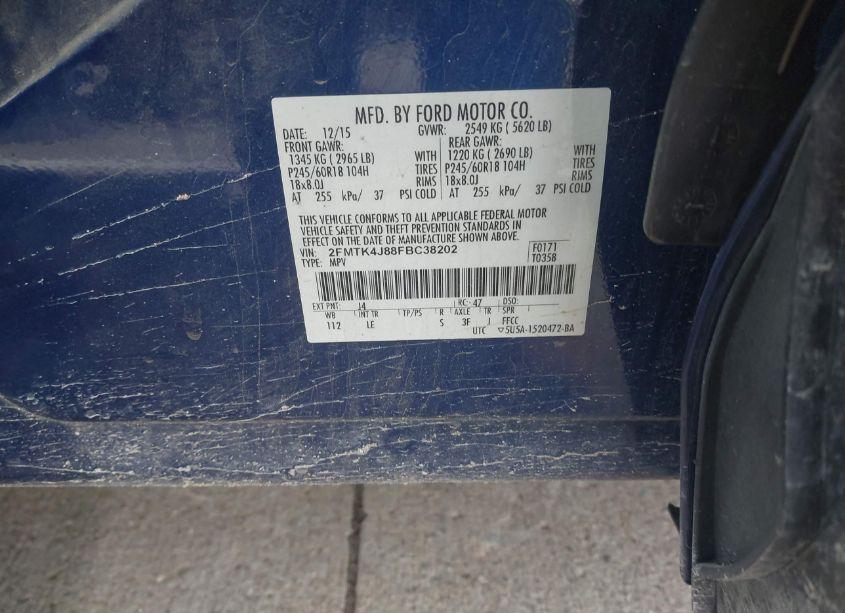 MFD. BY FORD MOTOR CO.
DATE: 12/15 GVWR: 2549 KG ( 5620 LB)
FRONT GAWR: REAR GAWR:
1345 KG ( 2965 LB) WITH 1220 KG ( 2690 LB) WITH
P245/60R18 104H TIRES P245/60R18 104H TIRES
18x8.0J RIMS 18x8.0J RIMS
AT 255 kPa/ 37 PSI COLD AT 255 kPa/ 37 PSI COLD
THIS VEHICLE CONFORMS TO ALL APPLICABLE FEDERAL MOTOR
VEHICLE SAFETY AND THEFT PREVENTION STANDARDS IN
EFFECT ON THE DATE OF MANUFACTURE SHOWN ABOVE.
VIN: 2FMTK4J88FBC38202 F0171
TYPE: MPV T0358
EXT PNT: J4 RC: 47 DSO:
WB INT TR TP/PS R AXLE TR SPR
112 LE S 3F J FFCC
UTC ▽5U5A-1520472-BA